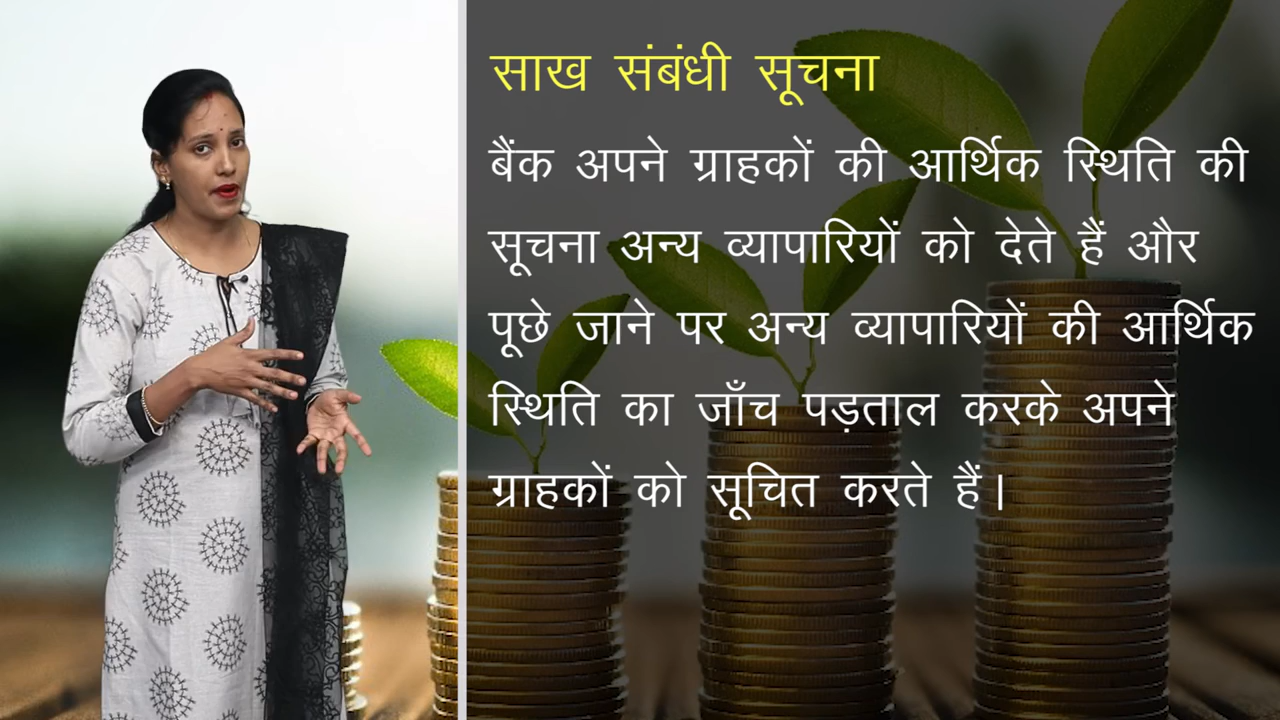 साख संबंधी सूचना
बैंक अपने ग्राहकों की आर्थिक स्थिति की
सूचना अन्य व्यापारियों को देते हैं और
पूछे जाने पर अन्य व्यापारियों की आर्थिक
स्थिति का जाँच पड़ताल करके अपने
ग्राहकों को सूचित करते हैं।